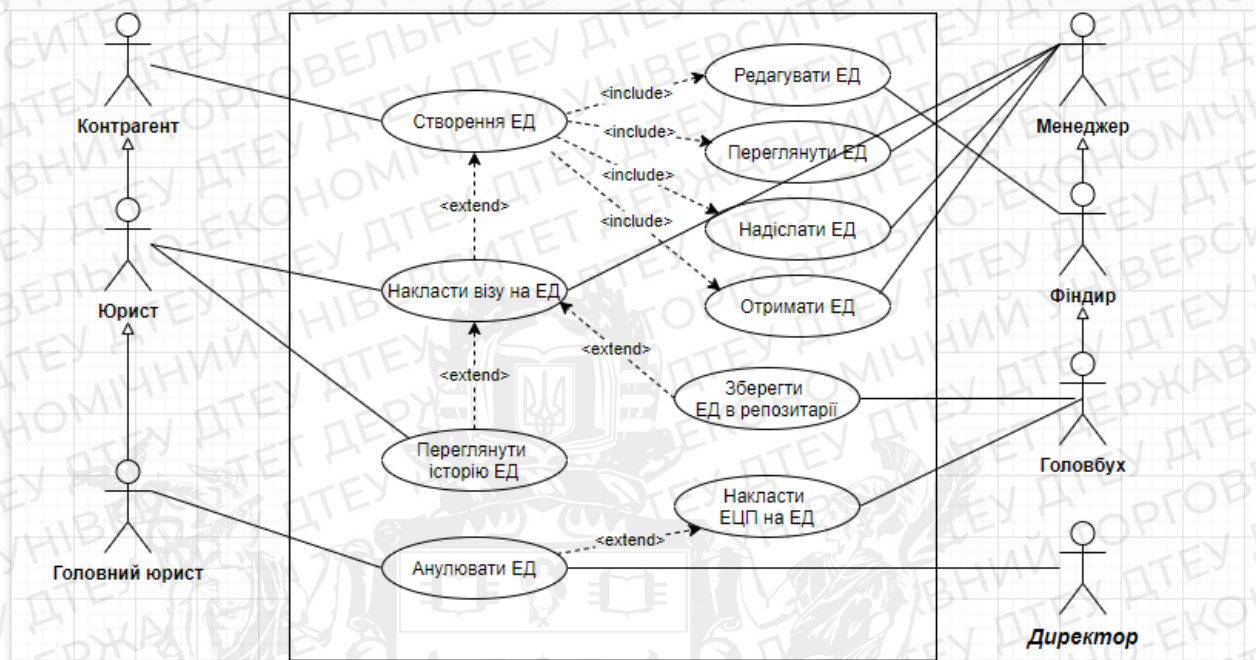 Контрагент
Юрист
Головний юрист
Створення ЕД
<include>
<include>
<include>
<include>
<extend>
Накласти візу на ЕД
<extend>
<extend>
Переглянути
історію ЕД
Анулювати ЕД
<extend>
Редагувати ЕД
Переглянути ЕД
Надіслати ЕД
Отримати ЕД
Зберегти
ЕД в репозитарії
Накласти
ЕЦП на ЕД
Менеджер
Фіндир
Головбух
Директор